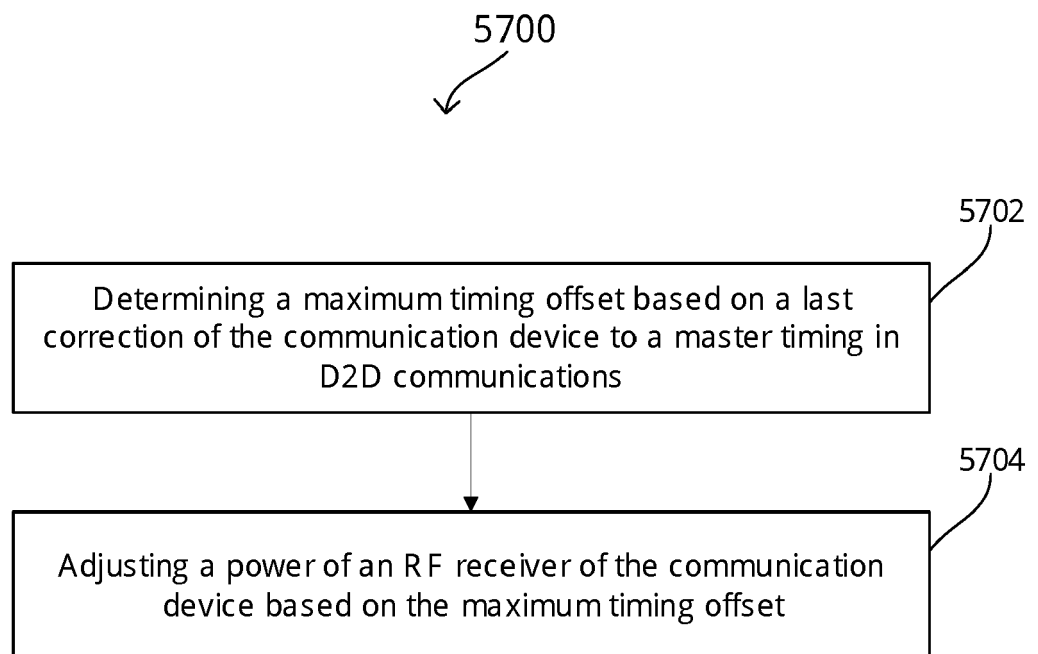 5700
5702
Determining a maximum timing offset based on a last
correction of the communication device to a master timing in
D2D communications
5704
Adjusting a power of an RF receiver of the communication
device based on the maximum timing offset